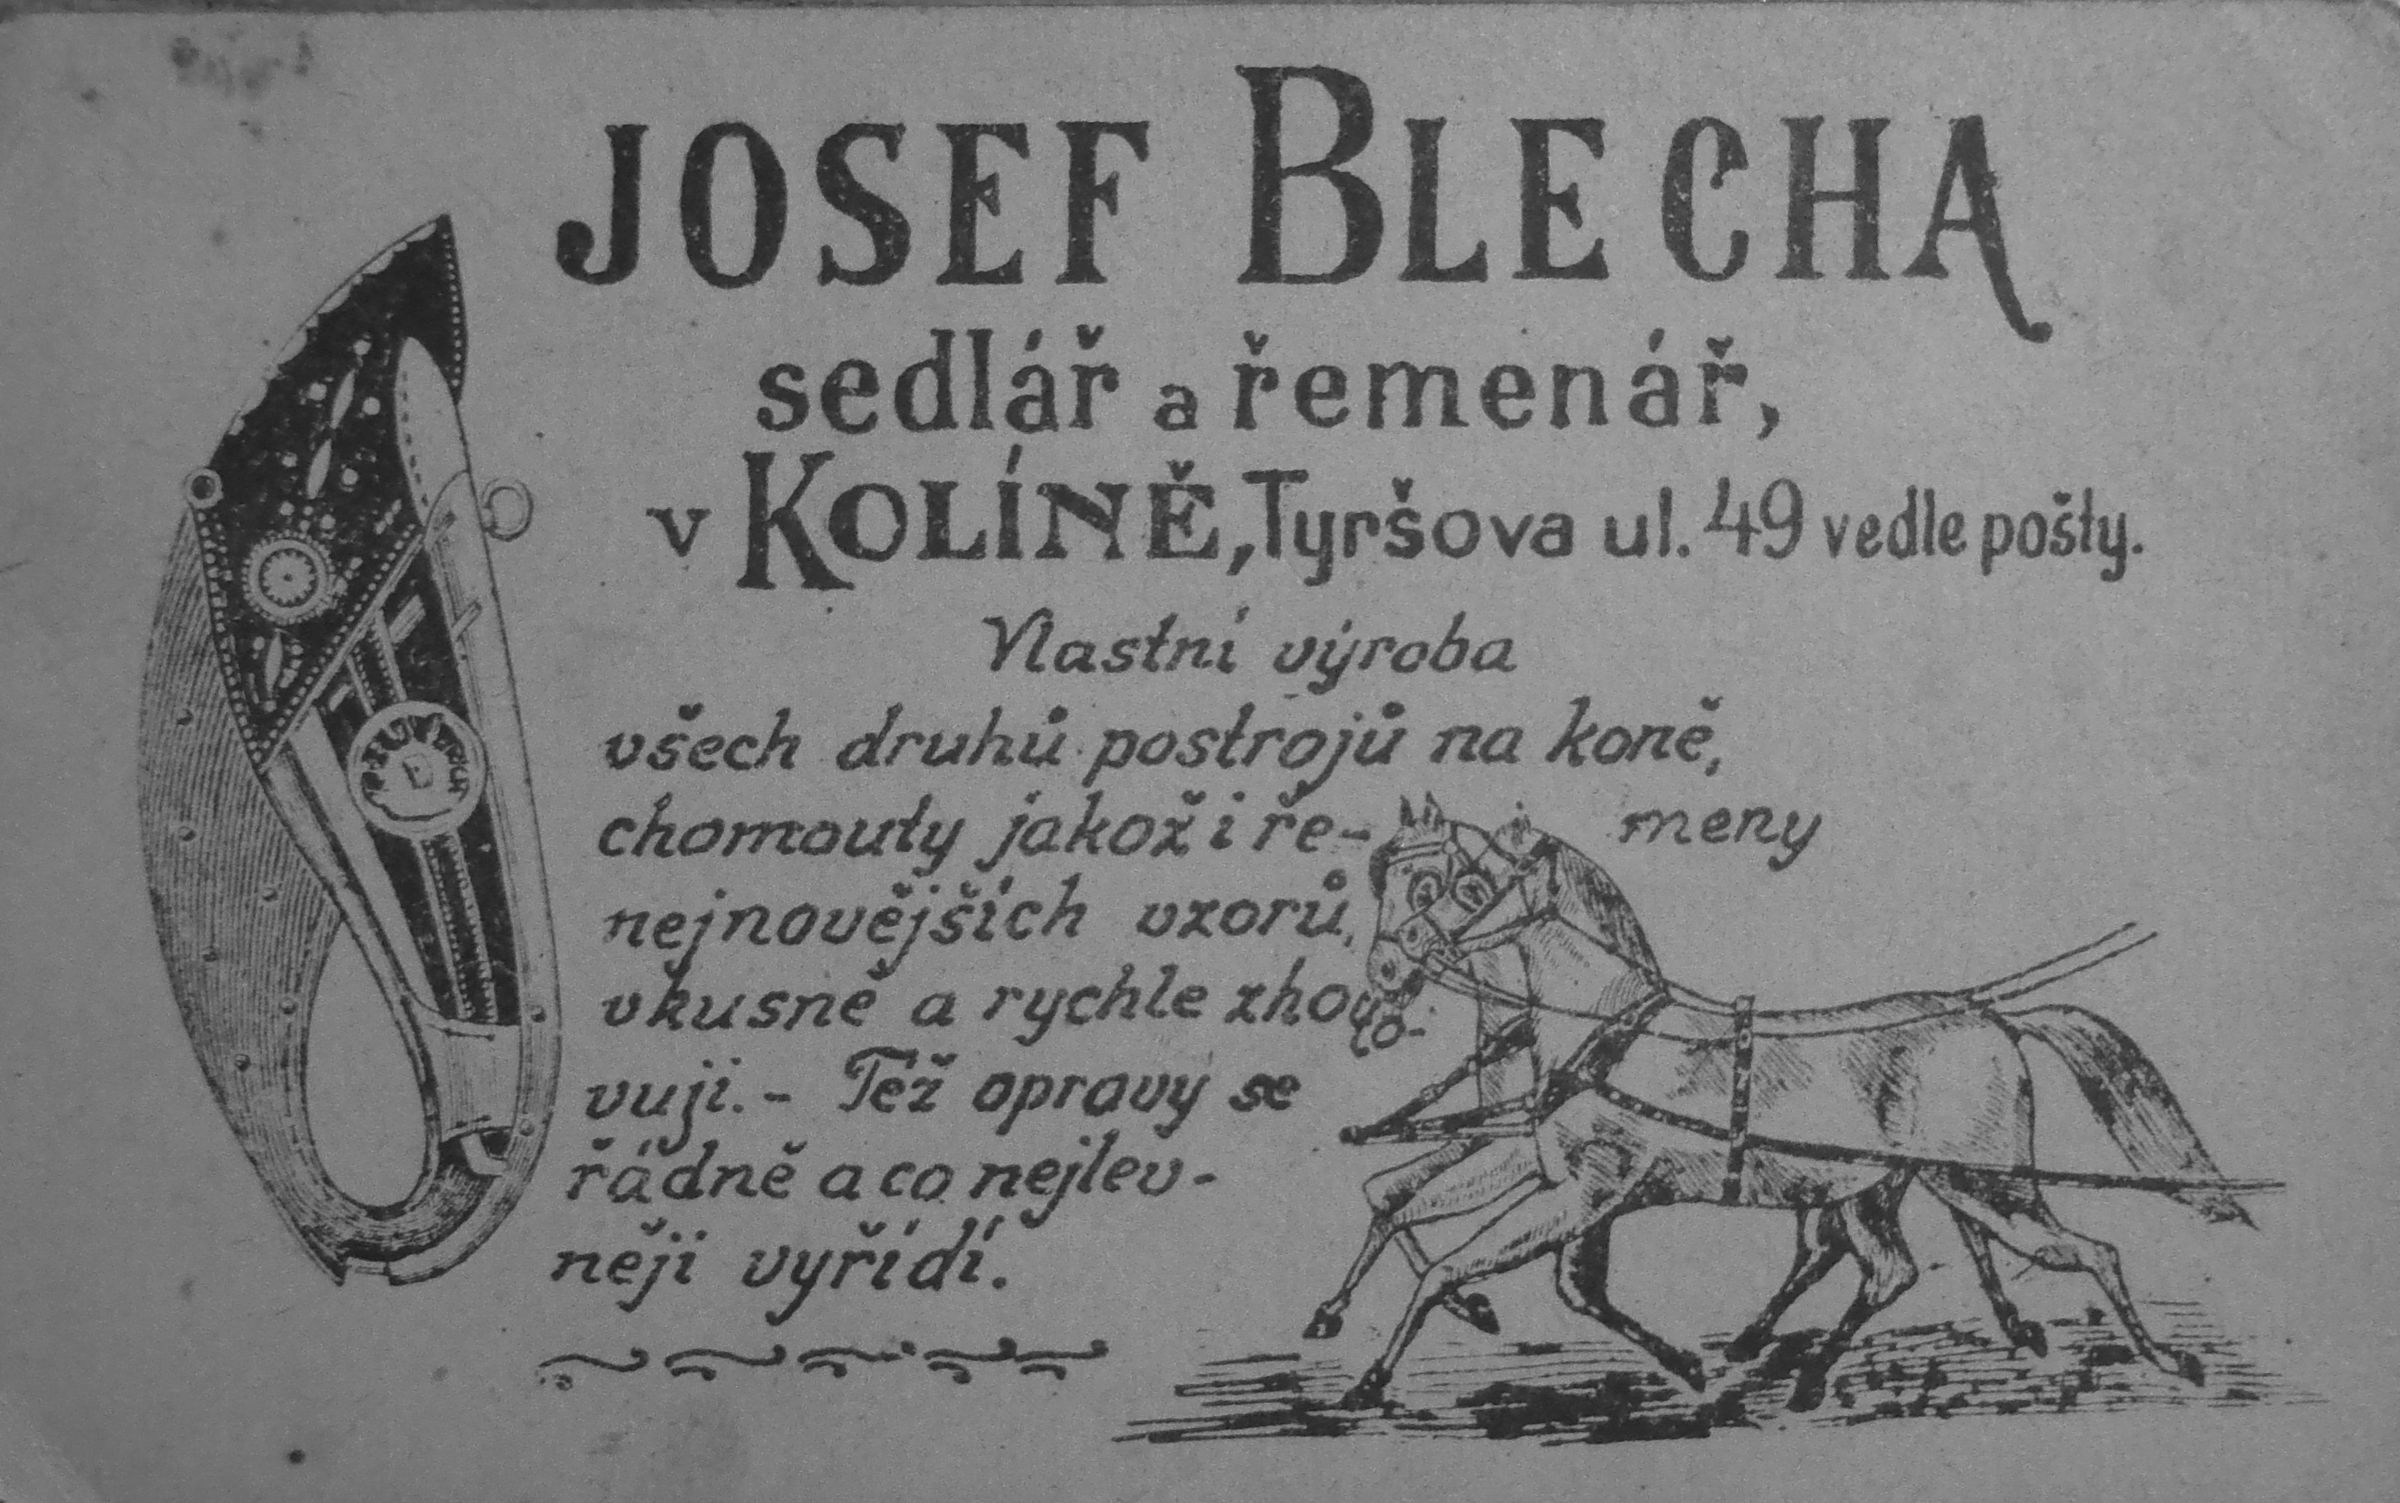 JOSEF BLECHA
sedlář a řemenář,
v KOLÍNĚ, Tyršova ul. 49 vedle pošty.
Vlastní výroba
všech druhů postrojů na koně,
chomouty jakož i ře- meny
nejnovějších vzorů,
vkusně a rychle zhoto-
vuji. - Též opravy se
řádně a co nejlev-
něji vyřídí.